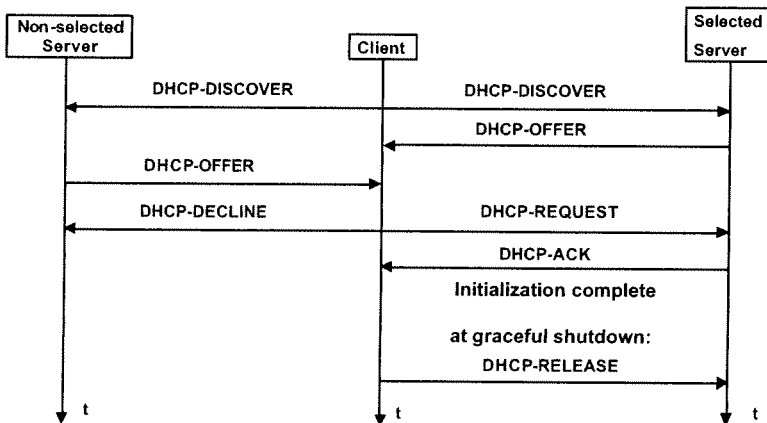 Non-selected
Server
Client
Selected
Server
DHCP-DISCOVER
DHCP-DISCOVER
DHCP-OFFER
DHCP-OFFER
DHCP-DECLINE
DHCP-REQUEST
DHCP-ACK
Initialization complete
at graceful shutdown:
DHCP-RELEASE
t
t
t